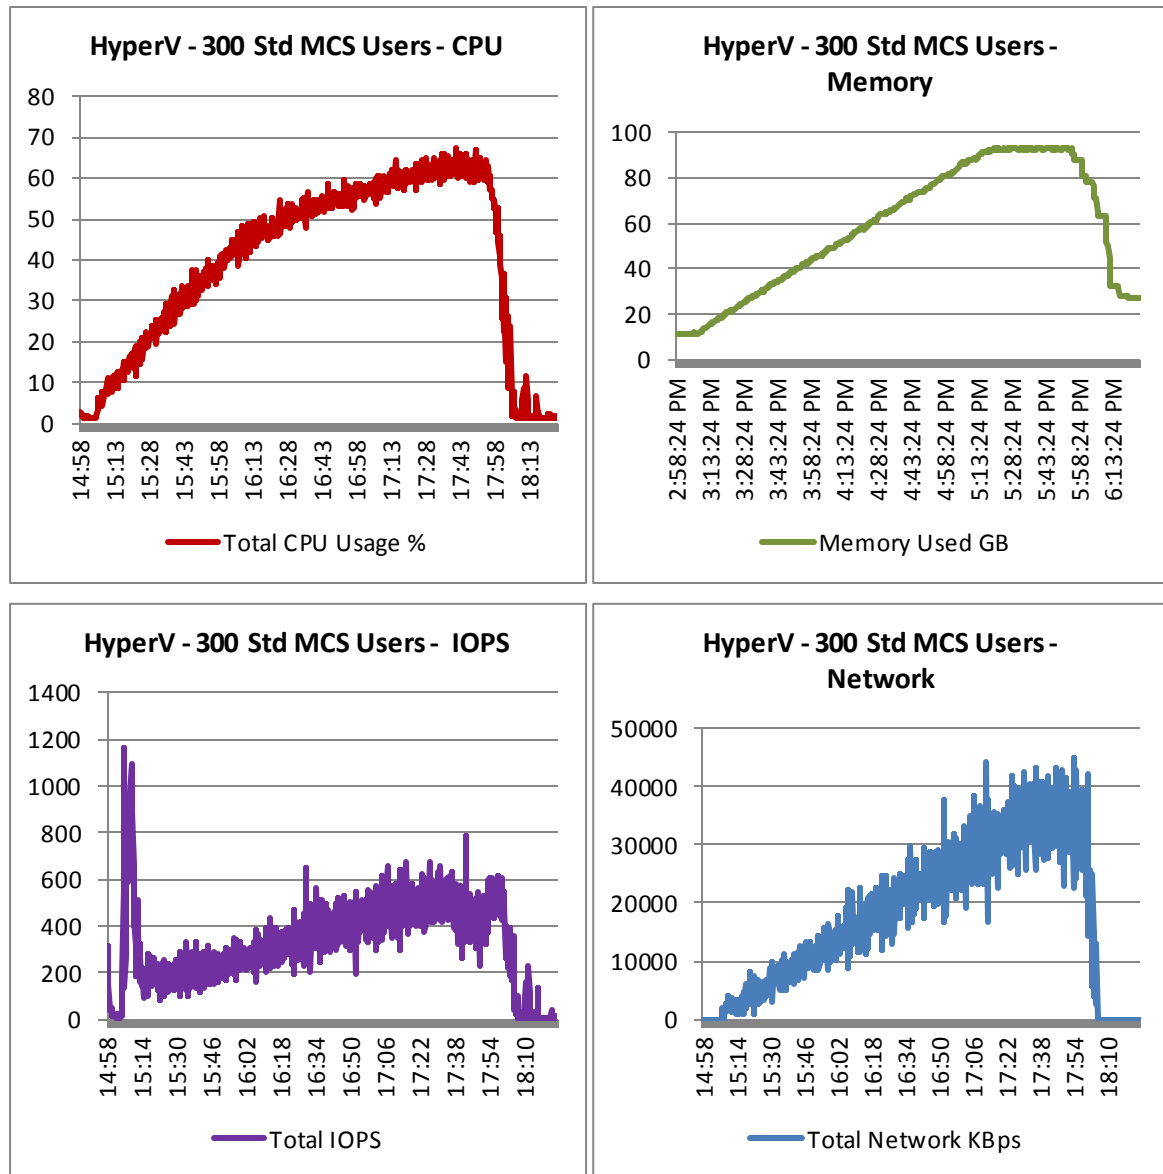 HyperV - 300 Std MCS Users - CPU
80
70
60
50
40
30
20
10
0
14:58
15:13
15:28
15:43
15:58
16:13
16:28
16:43
16:58
17:13
17:28
17:43
17:58
18:13
Total CPU Usage %
HyperV - 300 Std MCS Users -
Memory
100
80
60
40
20
0
2:58:24 PM
3:13:24 PM
3:28:24 PM
3:43:24 PM
3:58:24 PM
4:13:24 PM
4:28:24 PM
4:43:24 PM
4:58:24 PM
5:13:24 PM
5:28:24 PM
5:43:24 PM
5:58:24 PM
6:13:24 PM
Memory Used GB
HyperV - 300 Std MCS Users - IOPS
1400
1200
1000
800
600
400
200
0
14:58
15:14
15:30
15:46
16:02
16:18
16:34
16:50
17:06
17:22
17:38
17:54
18:10
Total IOPS
HyperV - 300 Std MCS Users -
Network
50000
40000
30000
20000
10000
0
14:58
15:14
15:30
15:46
16:02
16:18
16:34
16:50
17:06
17:22
17:38
17:54
18:10
Total Network KBps